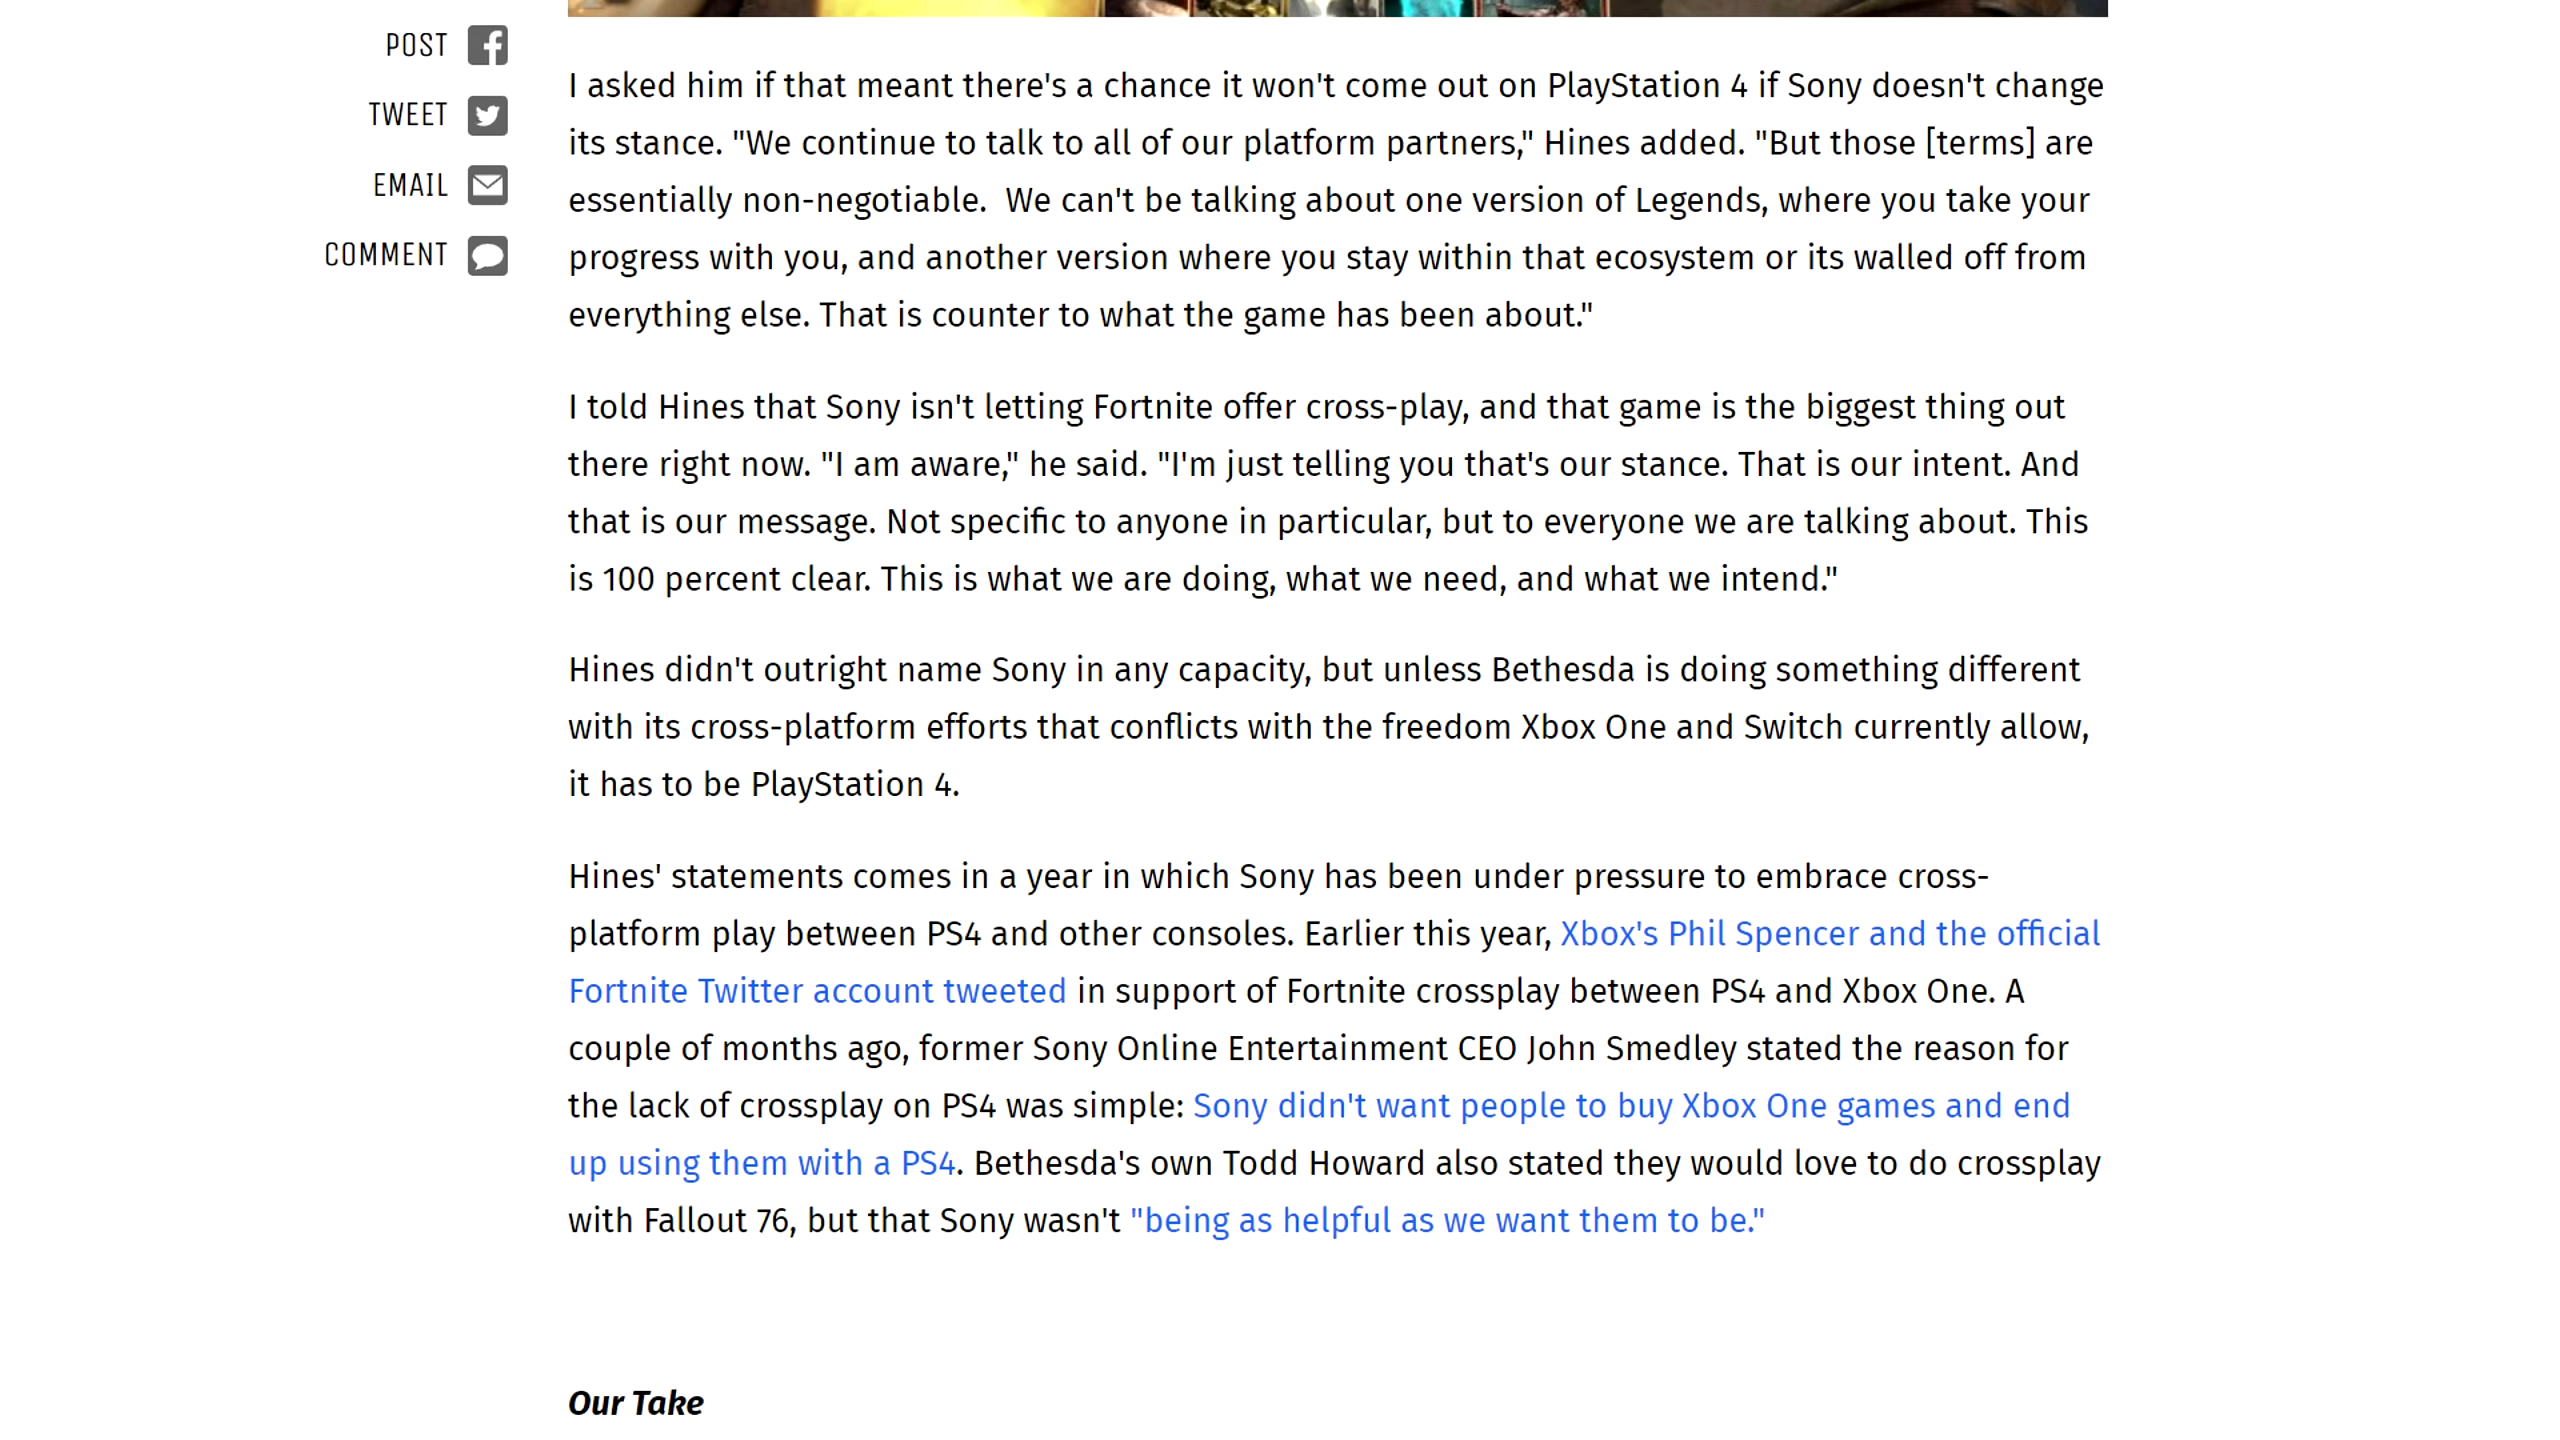 POST
TWEET
EMAIL
COMMENT
I asked him if that meant there's a chance it won't come out on PlayStation 4 if Sony doesn't change
its stance. "We continue to talk to all of our platform partners," Hines added. "But those [terms] are
essentially non-negotiable.  We can't be talking about one version of Legends, where you take your
progress with you, and another version where you stay within that ecosystem or its walled off from
everything else. That is counter to what the game has been about."
I told Hines that Sony isn't letting Fortnite offer cross-play, and that game is the biggest thing out
there right now. "I am aware," he said. "I'm just telling you that's our stance. That is our intent. And
that is our message. Not specific to anyone in particular, but to everyone we are talking about. This
is 100 percent clear. This is what we are doing, what we need, and what we intend."
Hines didn't outright name Sony in any capacity, but unless Bethesda is doing something different
with its cross-platform efforts that conflicts with the freedom Xbox One and Switch currently allow,
it has to be PlayStation 4.
Hines' statements comes in a year in which Sony has been under pressure to embrace cross-
platform play between PS4 and other consoles. Earlier this year, Xbox's Phil Spencer and the official
Fortnite Twitter account tweeted in support of Fortnite crossplay between PS4 and Xbox One. A
couple of months ago, former Sony Online Entertainment CEO John Smedley stated the reason for
the lack of crossplay on PS4 was simple: Sony didn't want people to buy Xbox One games and end
up using them with a PS4. Bethesda's own Todd Howard also stated they would love to do crossplay
with Fallout 76, but that Sony wasn't "being as helpful as we want them to be."
Our Take